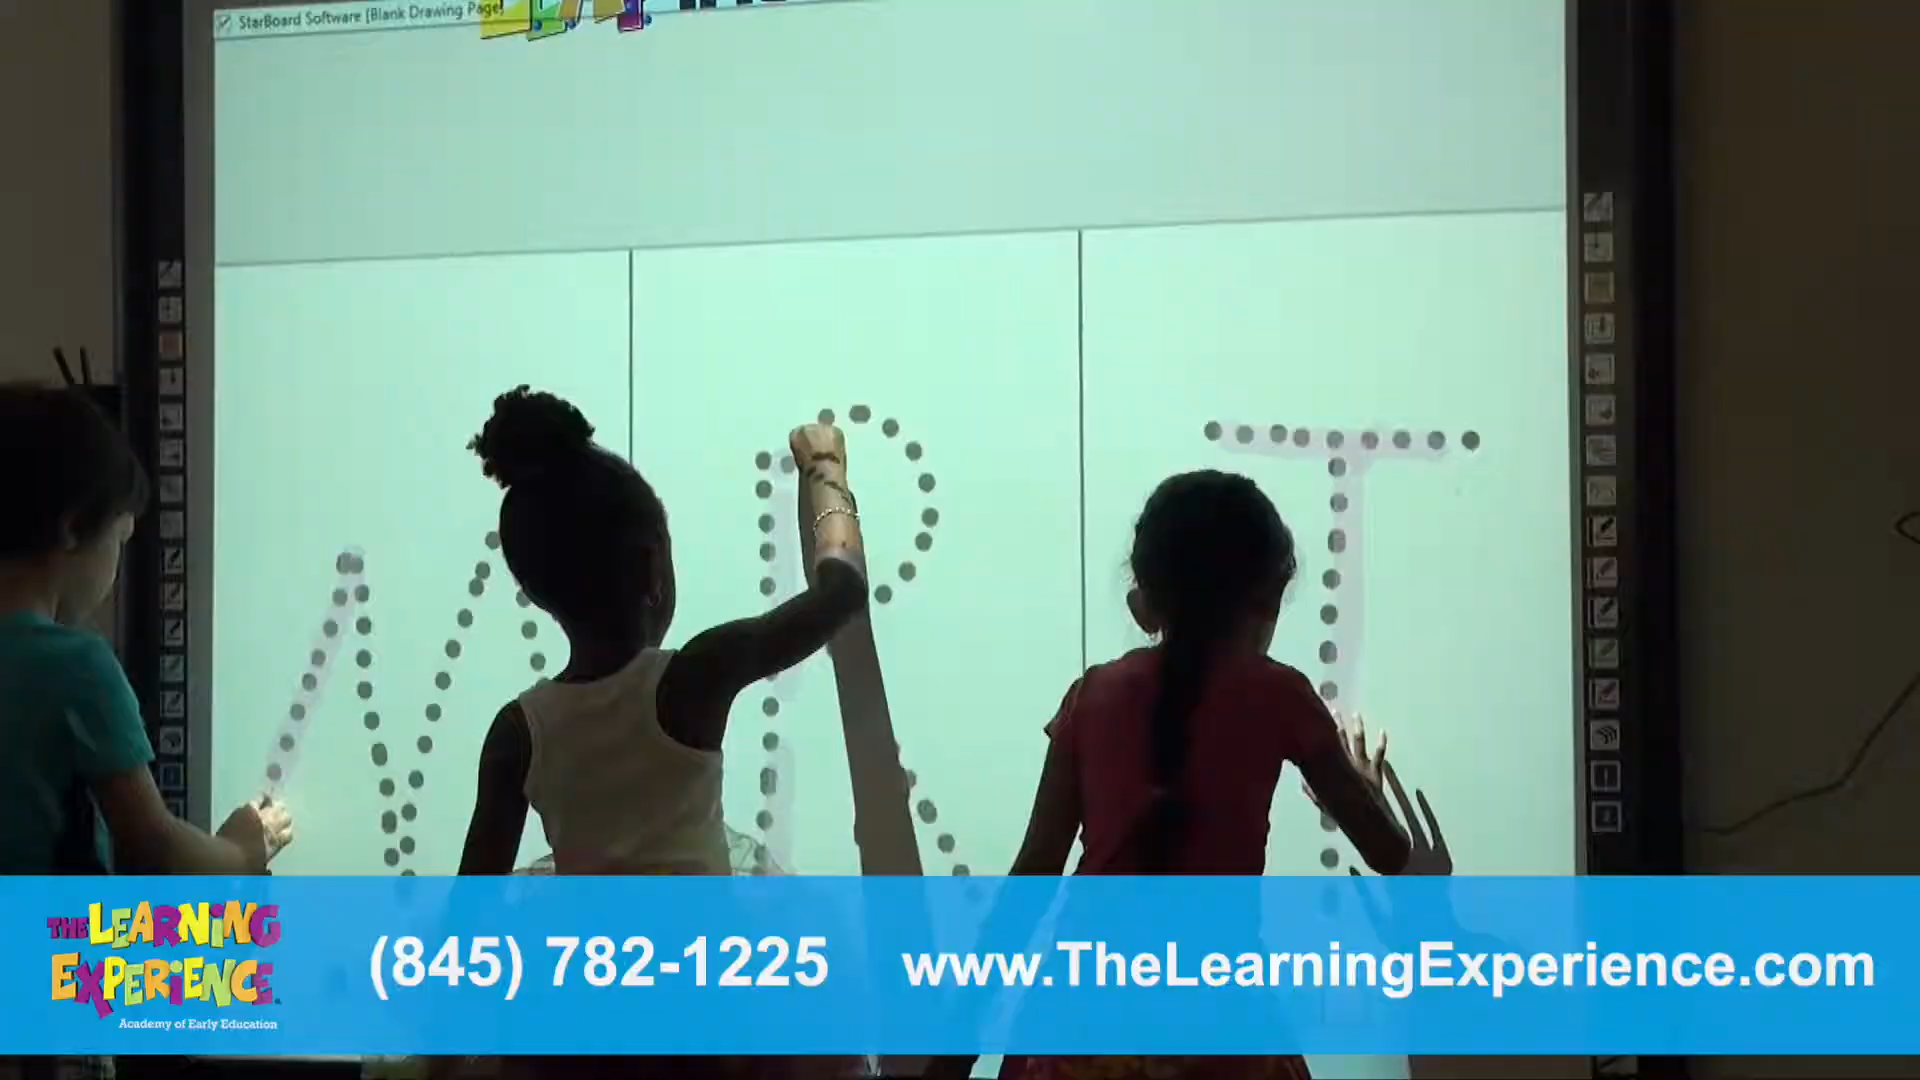 StarBoard Software [Blank Drawing Page]
M R T
THE LEARNING
EXPERIENCE
Academy of Early Education
(845) 782-1225 www.TheLearningExperience.com